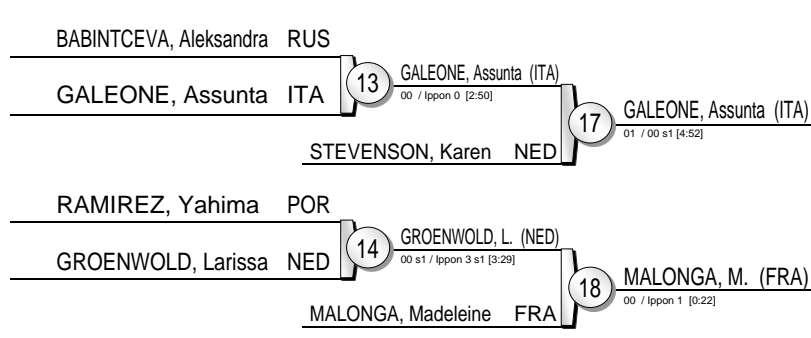 BABINTCEVA, Aleksandra RUS
GALEONE, Assunta ITA
13
GALEONE, Assunta (ITA)
00 / Ippon 0 [2:50]
STEVENSON, Karen NED
17
GALEONE, Assunta (ITA)
01 / 00 s1 [4:52]
RAMIREZ, Yahima POR
GROENWOLD, Larissa NED
14
GROENWOLD, L. (NED)
00 s1 / Ippon 3 s1 [3:29]
MALONGA, Madeleine FRA
18
MALONGA, M. (FRA)
00 / Ippon 1 [0:22]